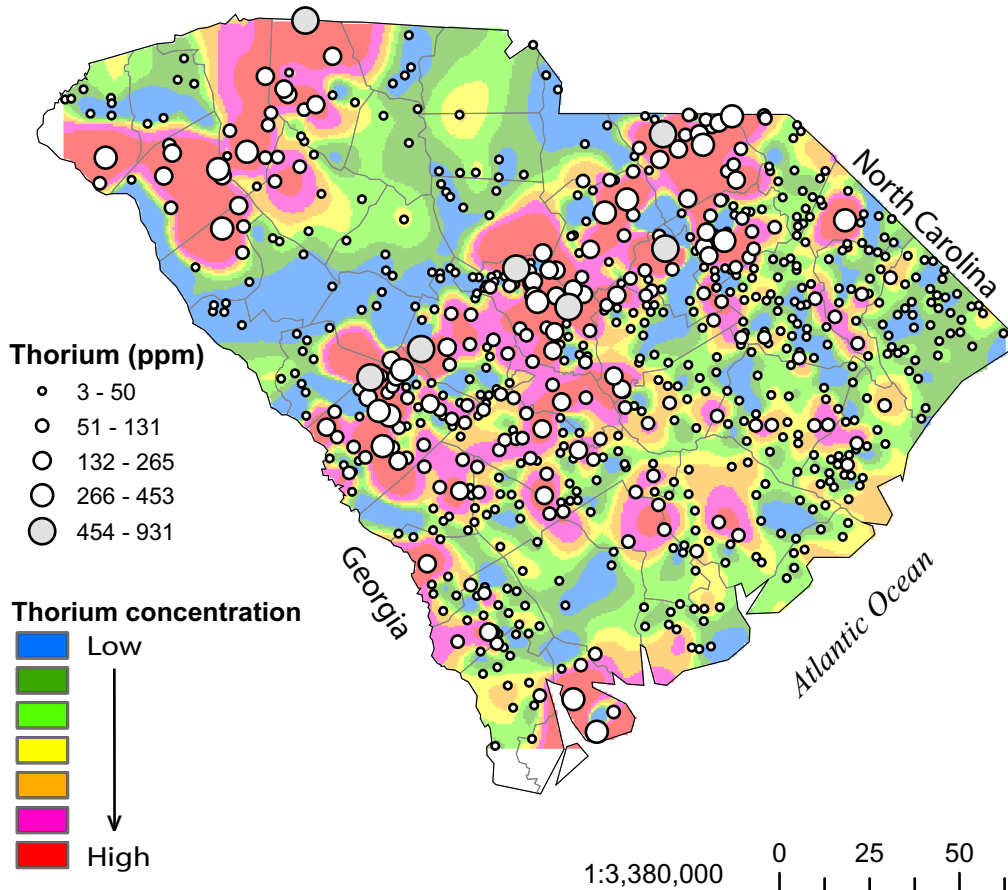 North Carolina
Thorium (ppm)
3 - 50
51 - 131
132 - 265
266 - 453
454 - 931
Georgia
Atlantic Ocean
Thorium concentration
Low
High
1:3,380,000
0 25 50